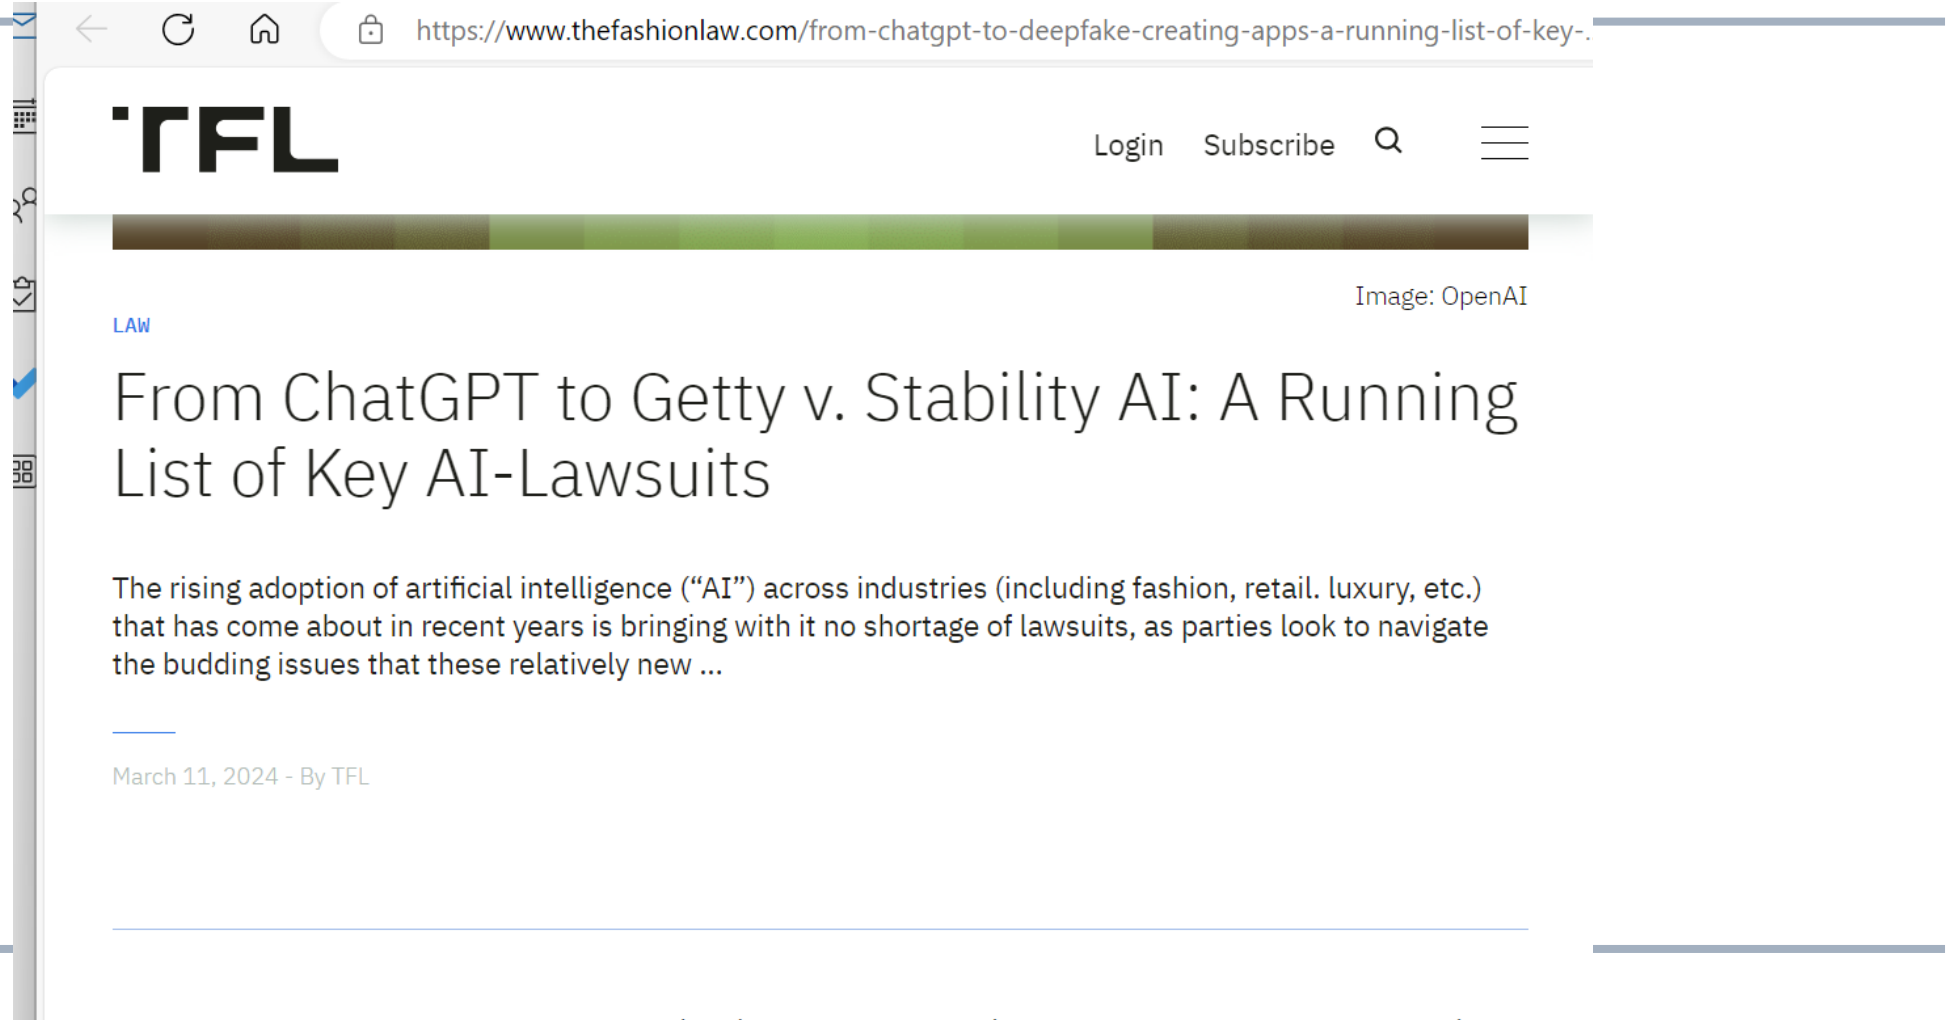 https://www.thefashionlaw.com/from-chatgpt-to-deepfake-creating-apps-a-running-list-of-key-..
TFL
Login Subscribe
Image: OpenAI
LAW
From ChatGPT to Getty v. Stability AI: A Running
List of Key AI-Lawsuits
The rising adoption of artificial intelligence (“AI”) across industries (including fashion, retail. luxury, etc.)
that has come about in recent years is bringing with it no shortage of lawsuits, as parties look to navigate
the budding issues that these relatively new ...
March 11, 2024 - By TFL